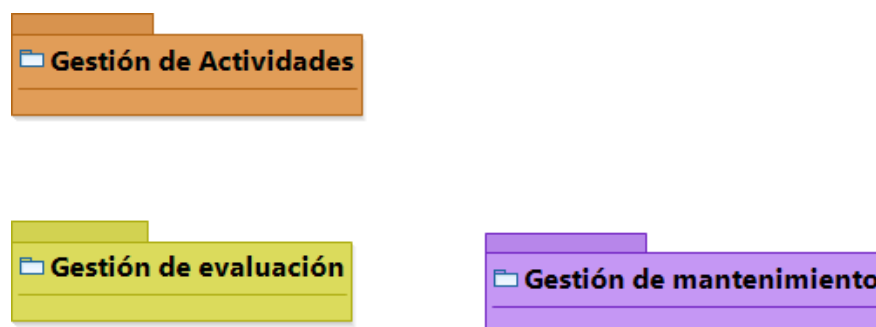 Gestión de Actividades
Gestión de evaluación
Gestión de mantenimiento